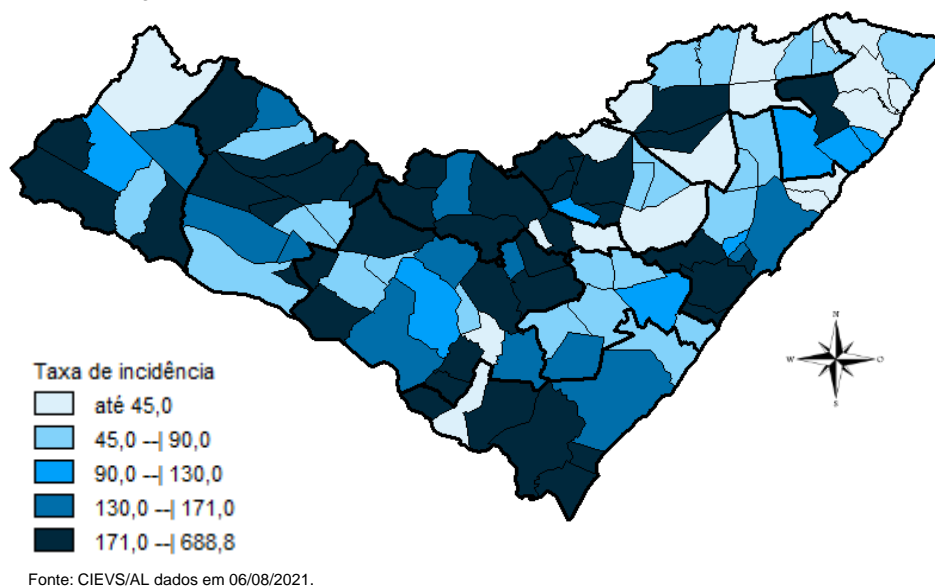 N
W
O
S
Taxa de incidência
até 45,0
45,0 --| 90,0
90,0 --| 130,0
130,0 --| 171,0
171,0 --| 688,8
Fonte: CIEVS/AL dados em 06/08/2021.